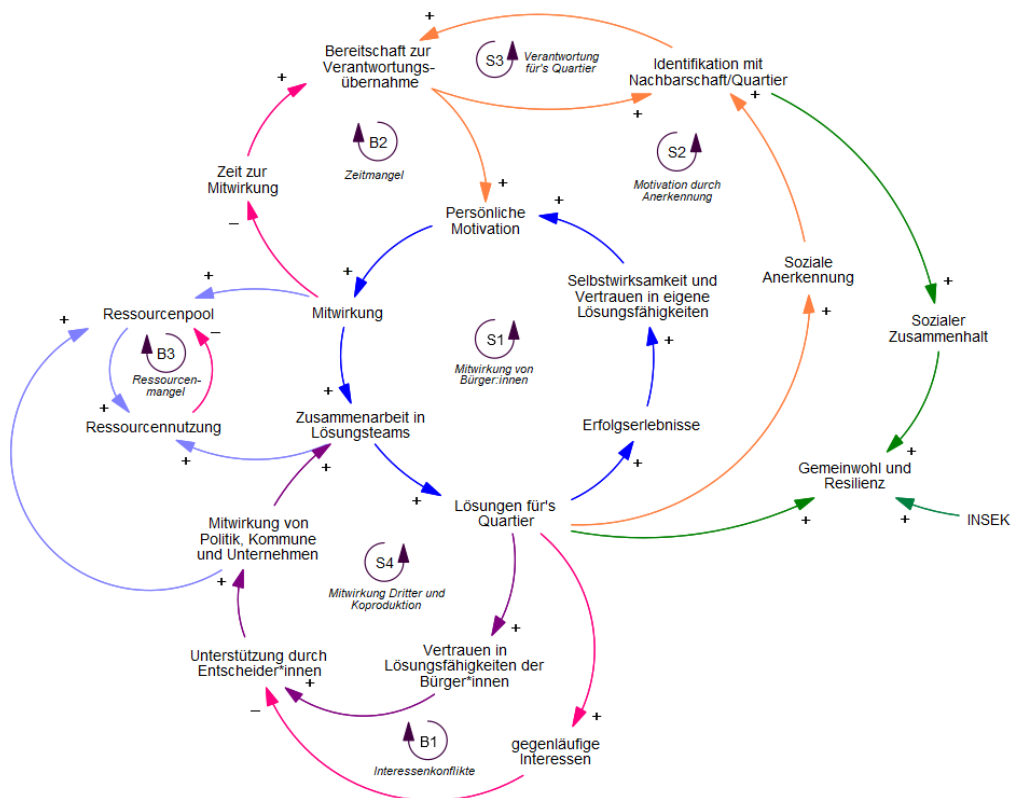 Bereitschaft zur
Verantwortungs-
übernahme
S3
Verantwortung
für's Quartier
Identifikation mit
Nachbarschaft/Quartier
B2
Zeitmangel
S2
Motivation durch
Anerkennung
Zeit zur
Mitwirkung
Persönliche
Motivation
Selbstwirksamkeit und
Vertrauen in eigene
Lösungsfähigkeiten
Soziale
Anerkennung
Ressourcenpool
Mitwirkung
Sozialer
Zusammenhalt
B3
Ressourcen-
mangel
S1
Mitwirkung von
Bürger:innen
Ressourcennutzung
Zusammenarbeit in
Lösungsteams
Erfolgserlebnisse
Gemeinwohl und
Resilienz
INSEK
Lösungen für's
Quartier
Mitwirkung von
Politik, Kommune
und Unternehmen
S4
Mitwirkung Dritter und
Koproduktion
Unterstützung durch
Entscheider*innen
Vertrauen in
Lösungsfähigkeiten der
Bürger*innen
B1
Interessenkonflikte
gegenläufige
Interessen